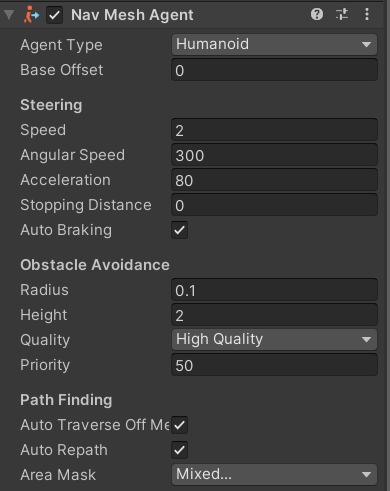 Nav Mesh Agent
Agent Type Humanoid
Base Offset 0
Steering
Speed 2
Angular Speed 300
Acceleration 80
Stopping Distance 0
Auto Braking
Obstacle Avoidance
Radius 0.1
Height 2
Quality High Quality
Priority 50
Path Finding
Auto Traverse Off Me
Auto Repath
Area Mask Mixed...